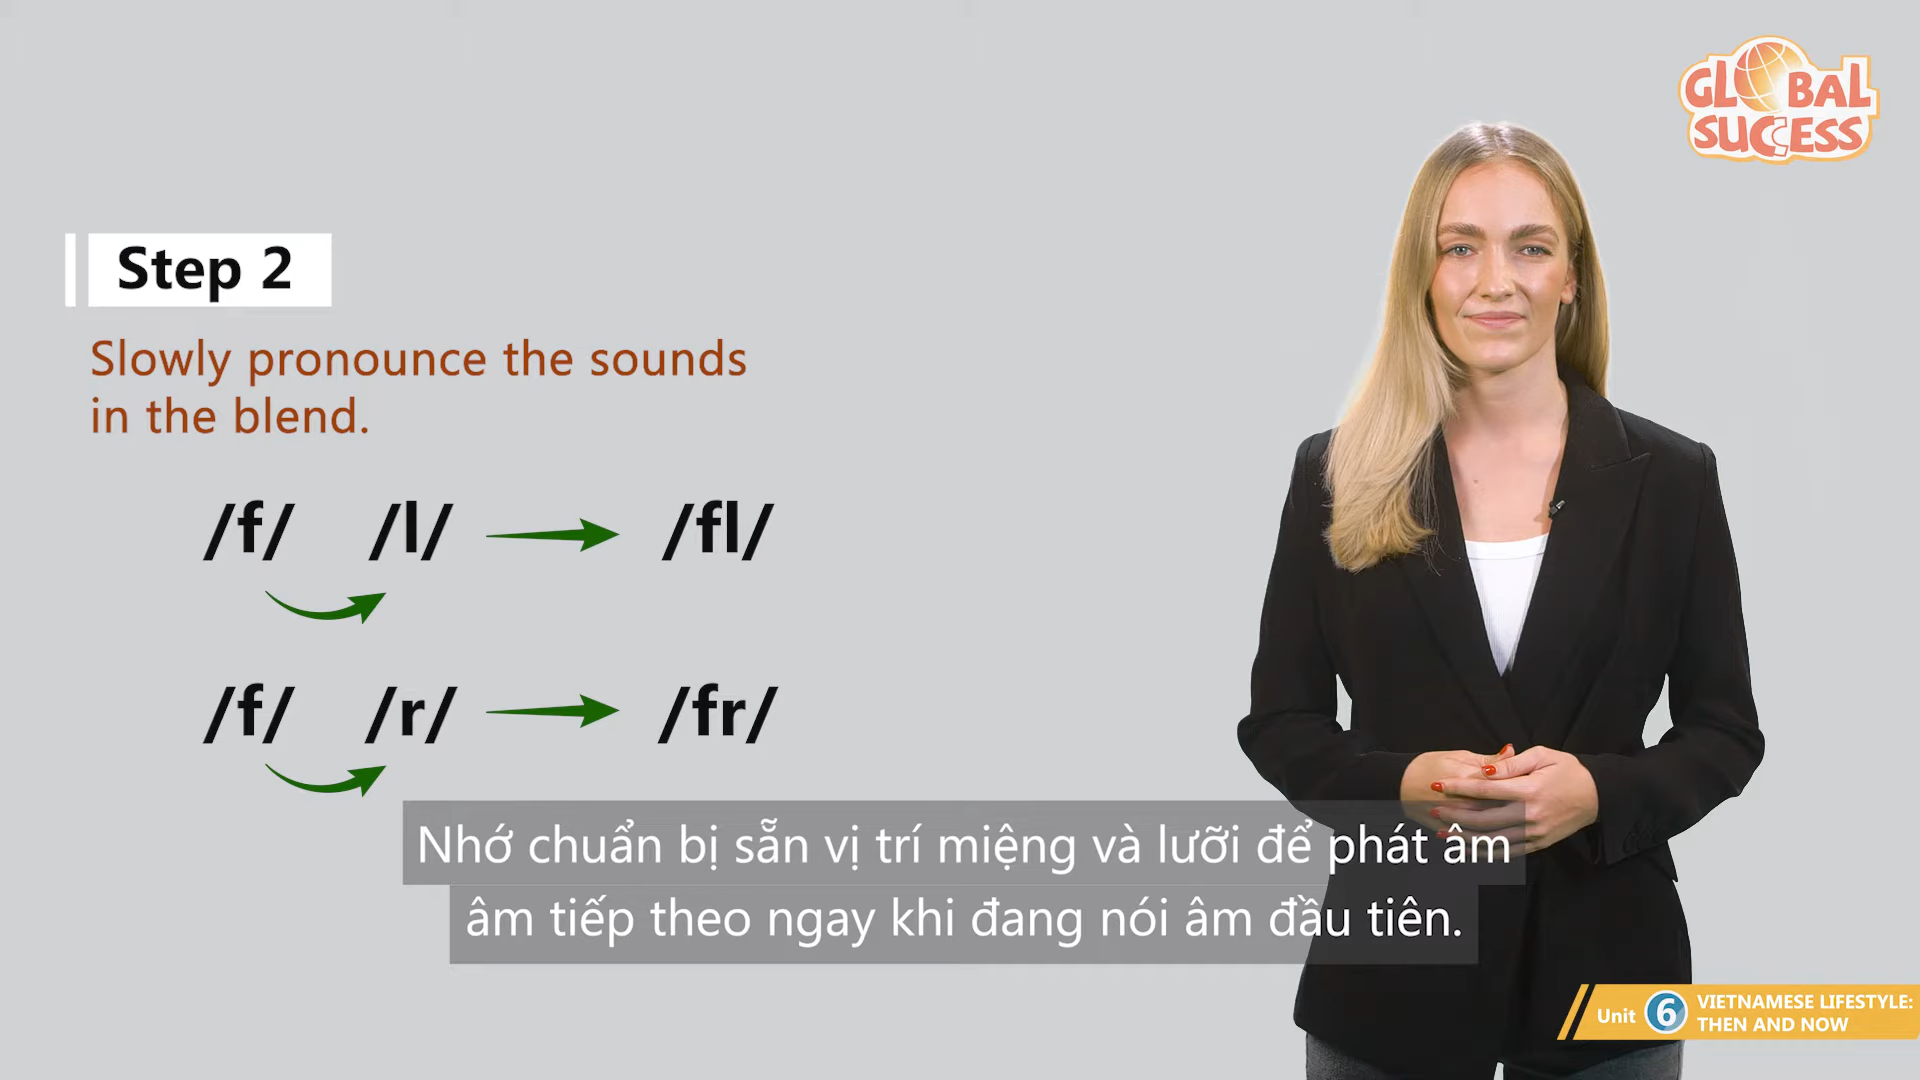 GLOBAL
SUCCESS
Step 2
Slowly pronounce the sounds
in the blend.
/f/ /l/ /fl/
/f/ /r/ /fr/
Nhớ chuẩn bị sẵn vị trí miệng và lưỡi để phát âm
âm tiếp theo ngay khi đang nói âm đầu tiên.
Unit 6 VIETNAMESE LIFESTYLE:
THEN AND NOW